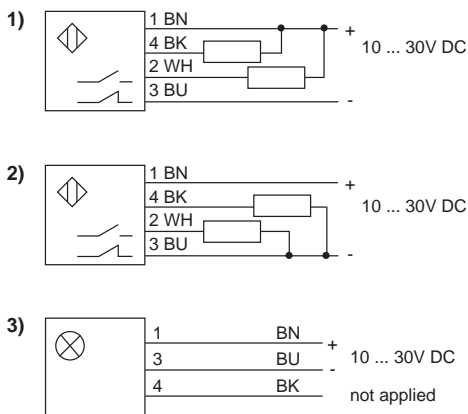 1)
1 BN
4 BK
2 WH
3 BU
+
10 ... 30V DC
-
2)
1 BN
4 BK
2 WH
3 BU
+
10 ... 30V DC
-
3)
1 BN +
3 BU -
10 ... 30V DC
4 BK not applied